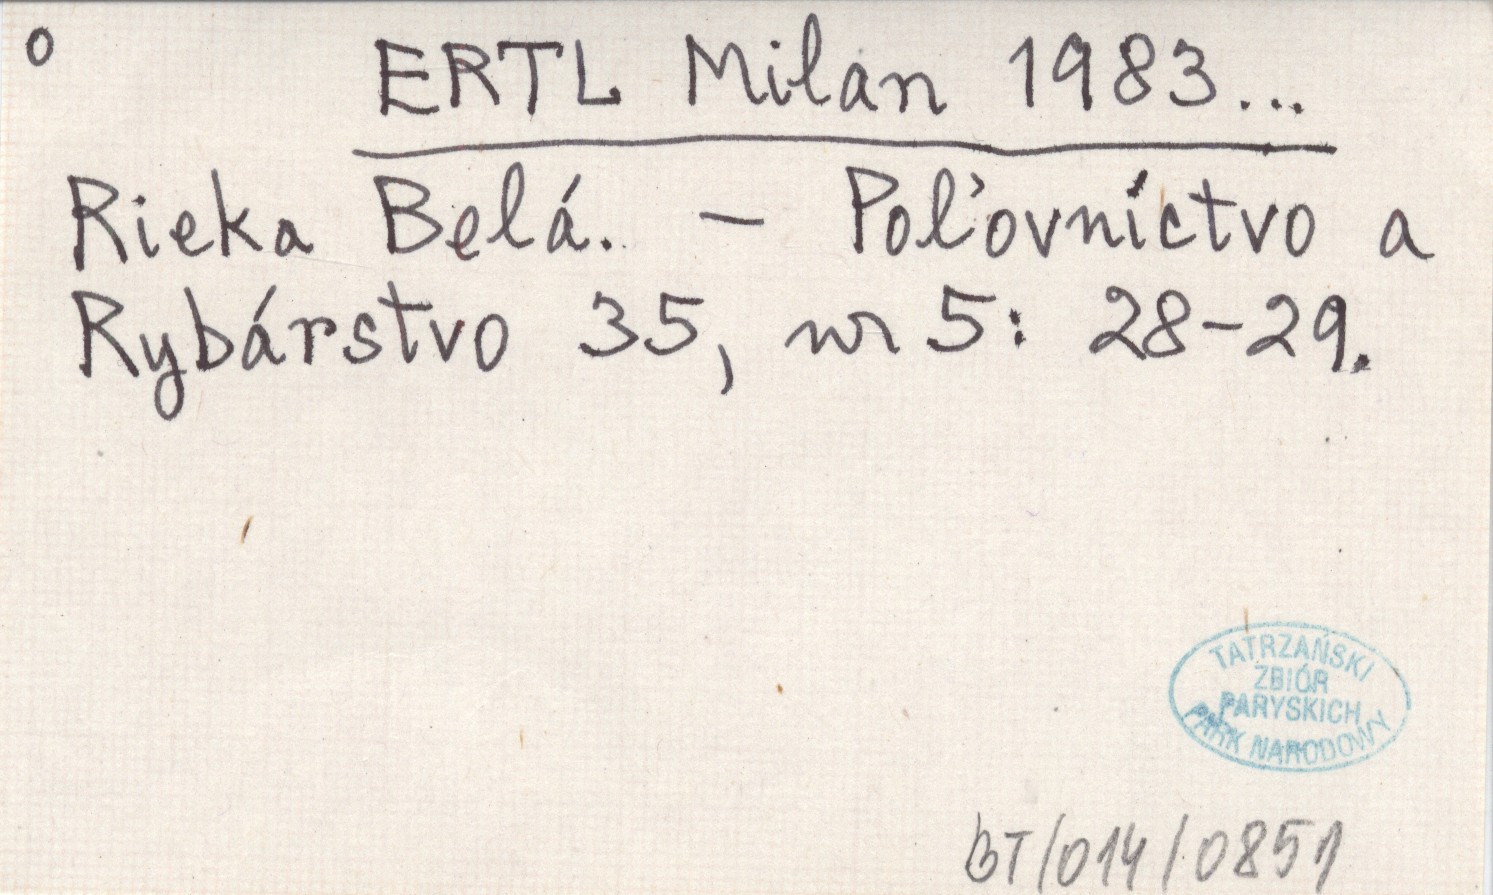 o
ERTL Milan 1983...
Rieka Belá. – Poľovníctvo a
Rybárstvo 35, nr 5: 28-29.
TATRZAŃSKI
ZBIÓR
PARYSKICH
PARK NARODOWY
BT/014/0851